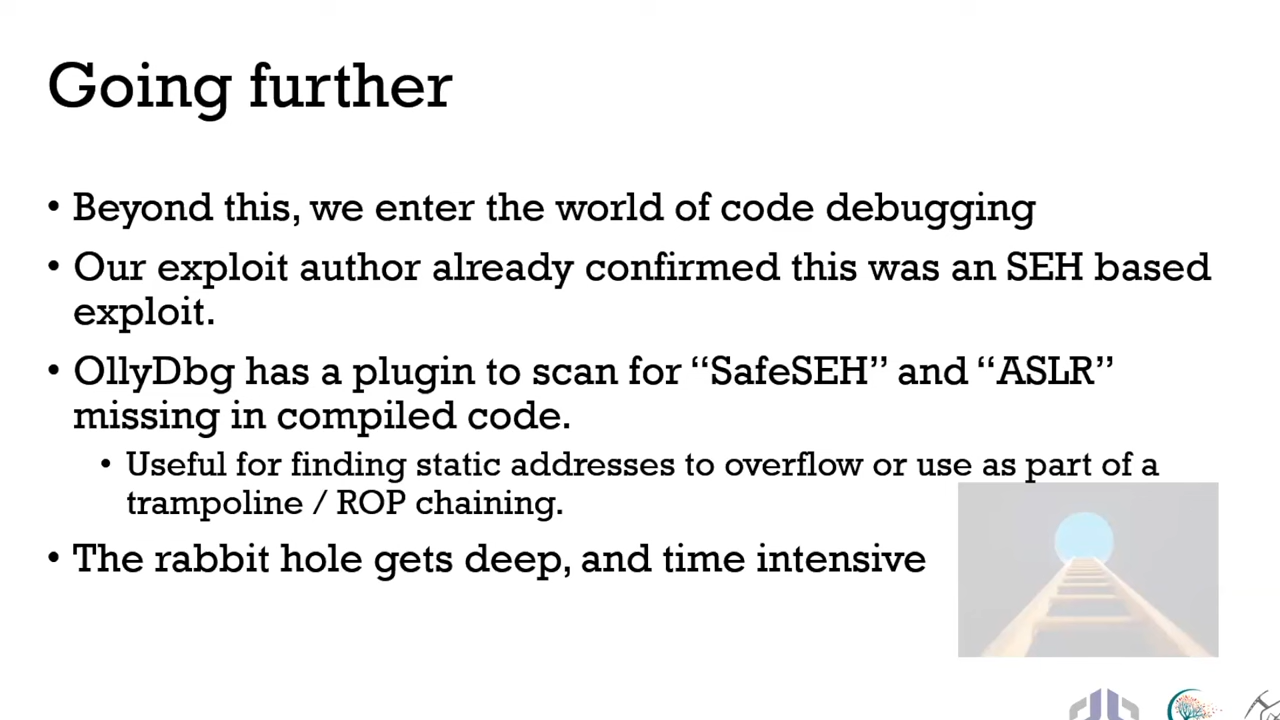 Going further
• Beyond this, we enter the world of code debugging
• Our exploit author already confirmed this was an SEH based
exploit.
• OllyDbg has a plugin to scan for “SafeSEH” and “ASLR”
missing in compiled code.
• Useful for finding static addresses to overflow or use as part of a
trampoline / ROP chaining.
• The rabbit hole gets deep, and time intensive